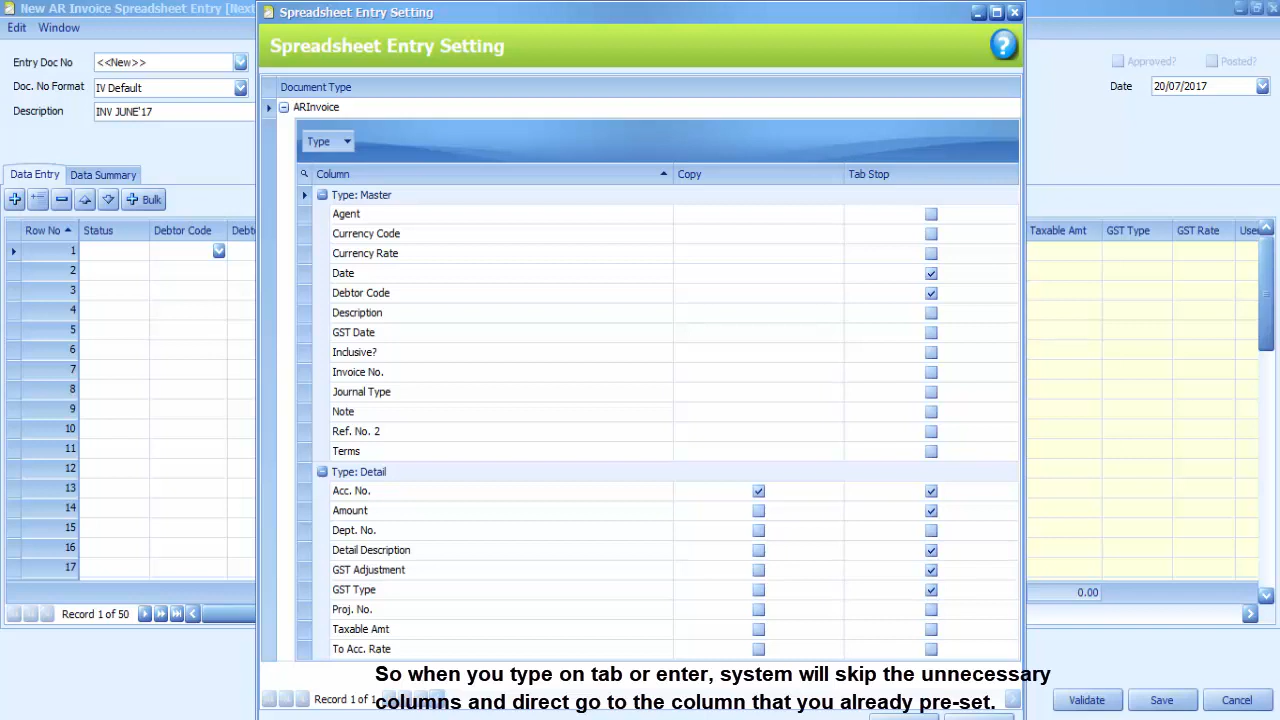 New AR Invoice Spreadsheet Entry [Next
Edit Window
Entry Doc No <<New>>
Doc. No Format IV Default
Description INV JUNE'17
Data Entry Data Summary
Bulk
Row No Status Debtor Code
1
2
3
4
5
6
7
8
9
10
11
12
13
14
15
16
17
Record 1 of 50
Spreadsheet Entry Setting
Spreadsheet Entry Setting
?
Document Type
ARInvoice
Type
Column Copy Tab Stop
Type: Master
Agent
Currency Code
Currency Rate
Date
Debtor Code
Description
GST Date
Inclusive?
Invoice No.
Journal Type
Note
Ref. No. 2
Terms
Type: Detail
Acc. No.
Amount
Dept. No.
Detail Description
GST Adjustment
GST Type
Proj. No.
Taxable Amt
To Acc. Rate
Record 1 of 1
Approved? Posted?
Date 20/07/2017
Taxable Amt GST Type GST Rate
0.00
Validate Save Cancel
So when you type on tab or enter, system will skip the unnecessary
columns and direct go to the column that you already pre-set.